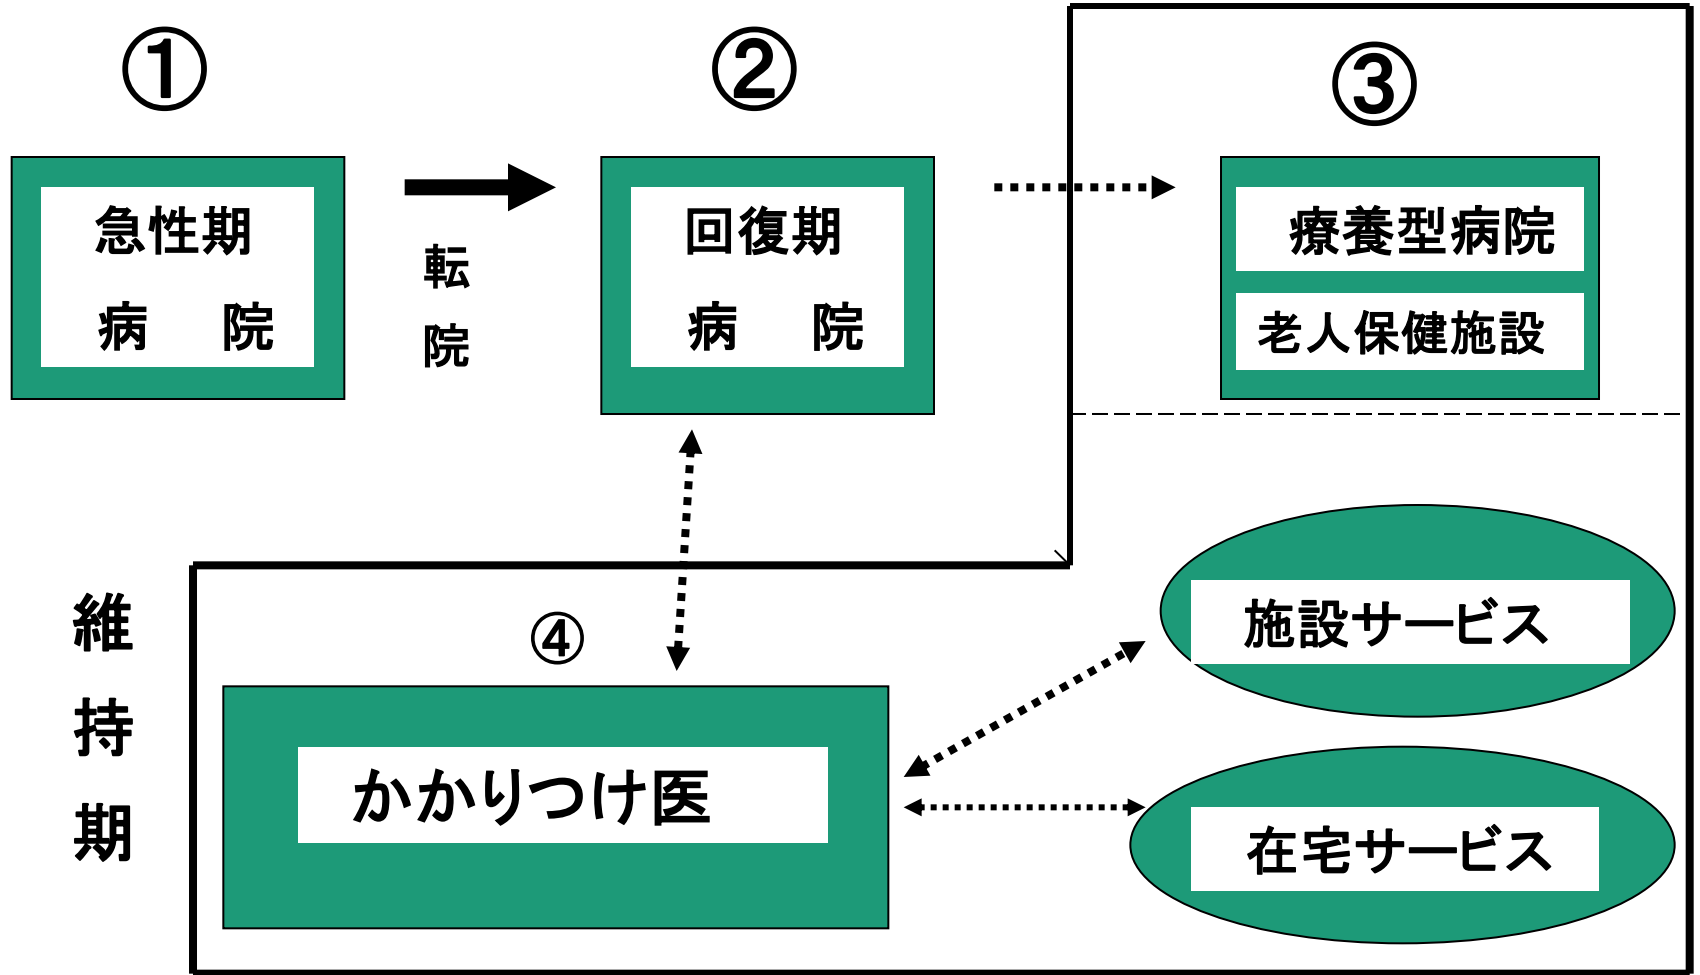 ①
急性期
病　院
転院
②
回復期
病　院
③
療養型病院
老人保健施設
維持期
④
かかりつけ医
施設サービス
在宅サービス